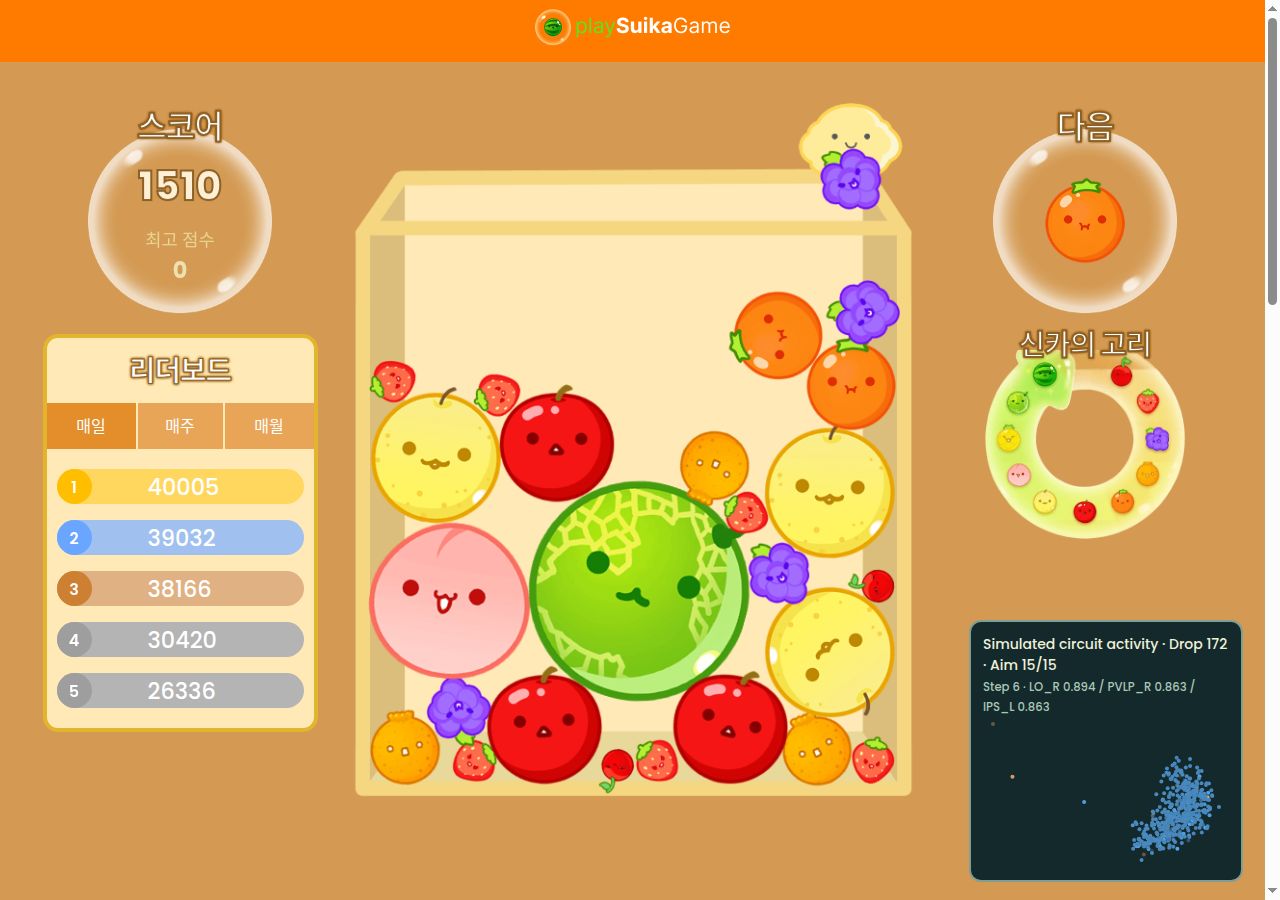 playSuikaGame
스코어
1510
최고 점수
0
리더보드
매일 매주 매월
1 40005
2 39032
3 38166
4 30420
5 26336
다음
신카의 고리
Simulated circuit activity · Drop 172
· Aim 15/15
Step 6 · LO_R 0.894 / PVLP_R 0.863 /
IPS_L 0.863